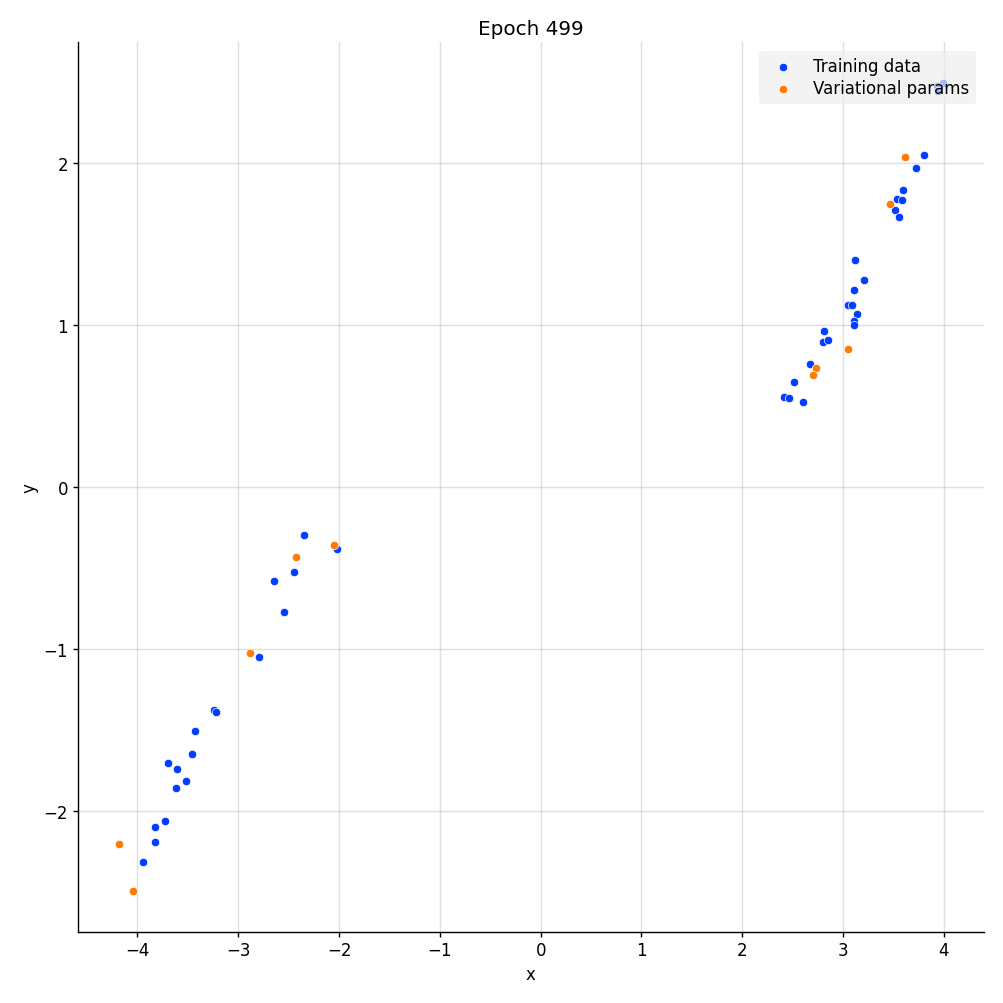 Epoch 499
Training data
Variational params
2
1
0
−1
−2
y
−4 −3 −2 −1 0 1 2 3 4
x